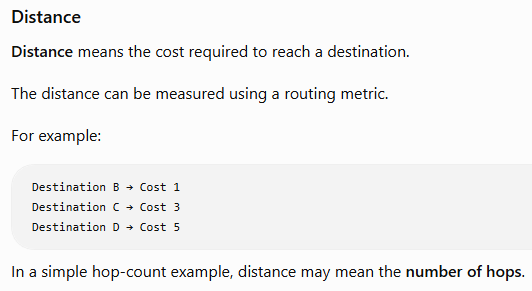 Distance
Distance means the cost required to reach a destination.
The distance can be measured using a routing metric.
For example:
Destination B → Cost 1
Destination C → Cost 3
Destination D → Cost 5
In a simple hop-count example, distance may mean the number of hops.